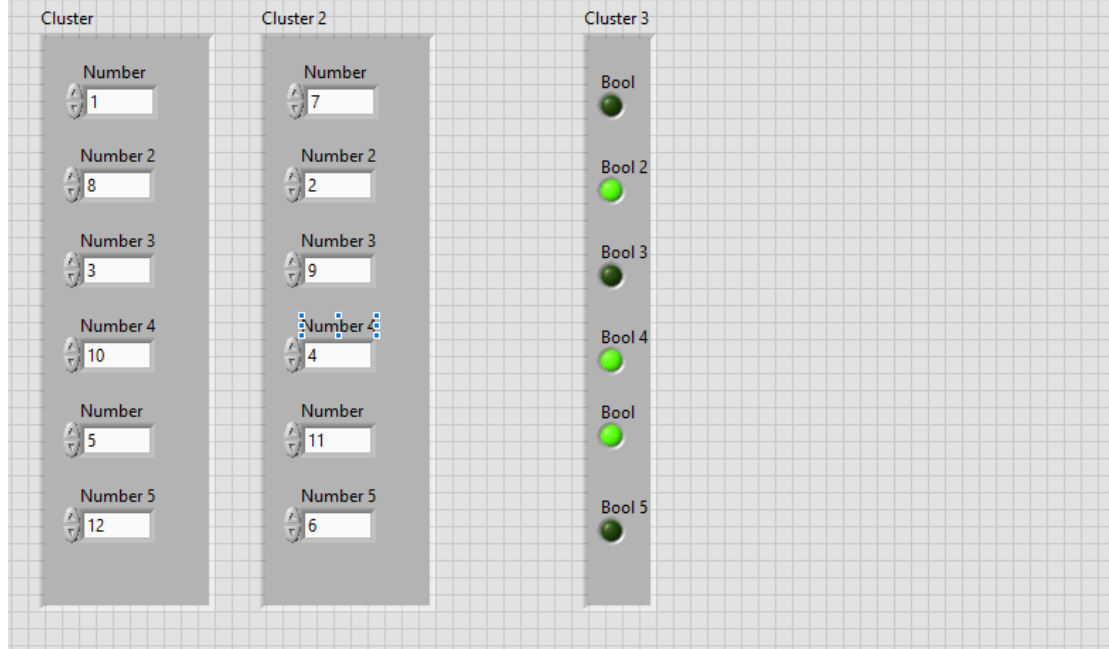 Cluster
Number
1
Number 2
8
Number 3
3
Number 4
10
Number
5
Number 5
12
Cluster 2
Number
7
Number 2
2
Number 3
9
Number 4
4
Number
11
Number 5
6
Cluster 3
Bool
Bool 2
Bool 3
Bool 4
Bool
Bool 5